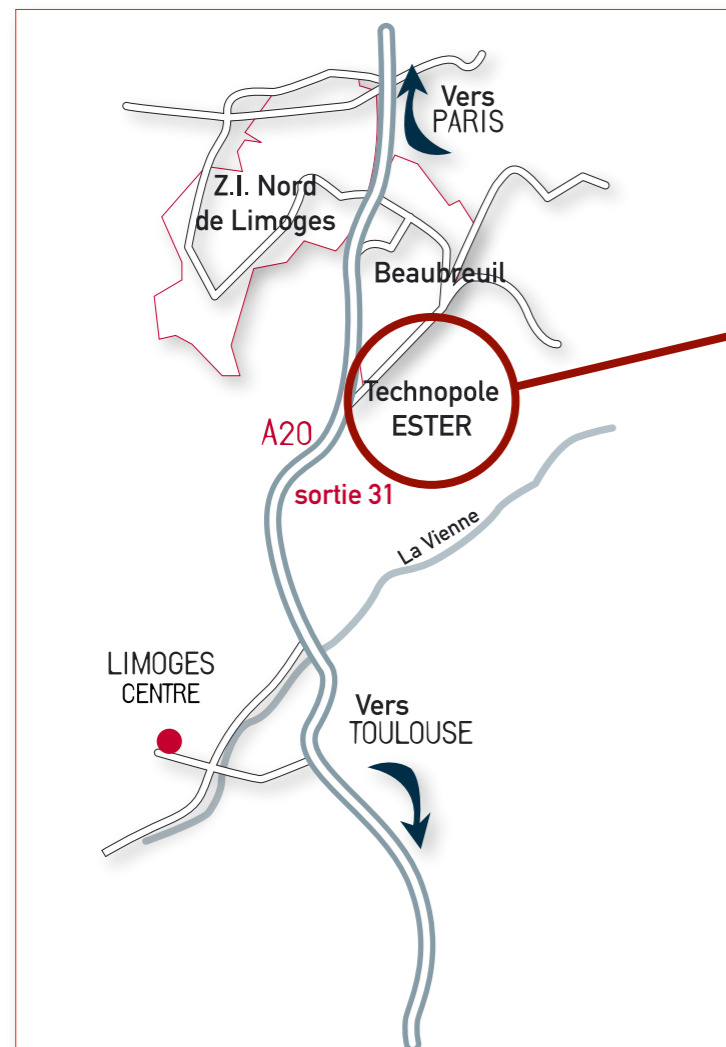 Vers
PARIS
Z.I. Nord
de Limoges
Beaubreuil
Technopole
ESTER
A20
sortie 31
La Vienne
LIMOGES
CENTRE
Vers
TOULOUSE